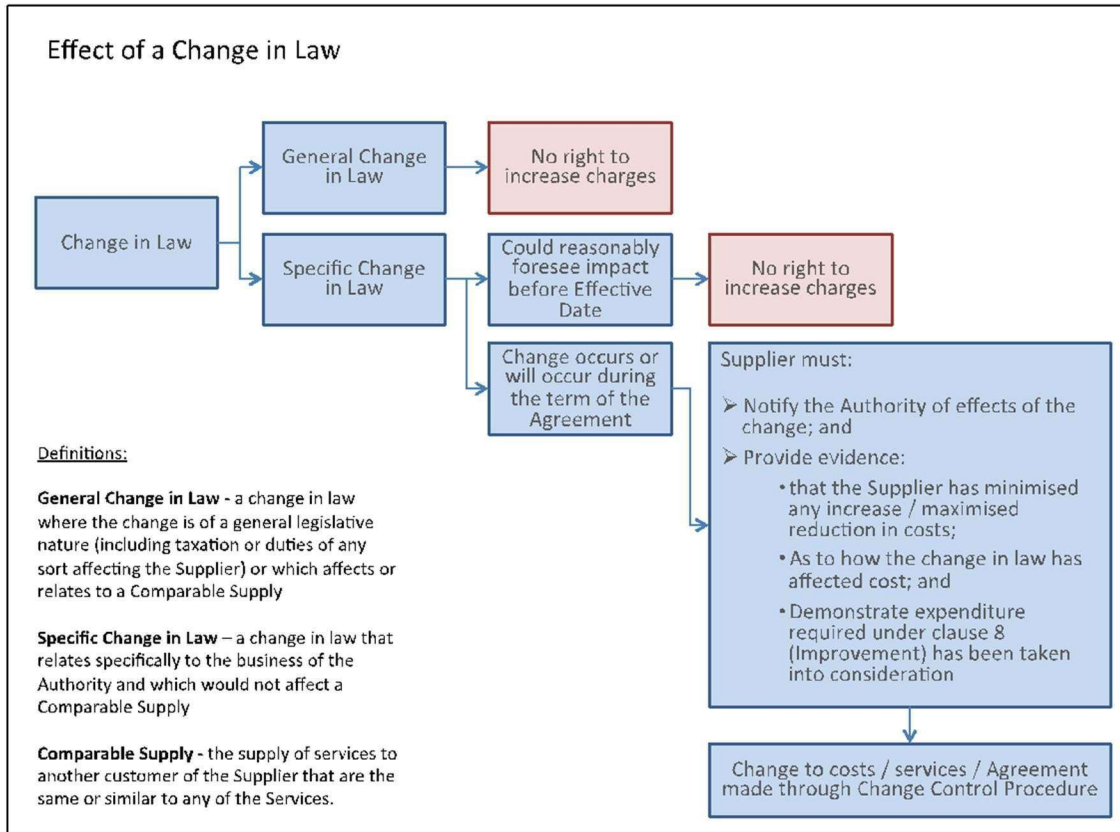 Effect of a Change in Law
General Change
in Law
No right to
increase charges
Change in Law
Specific Change
in Law
Could reasonably
foresee impact
before Effective
Date
No right to
increase charges
Change occurs or
will occur during
the term of the
Agreement
Supplier must:
➢ Notify the Authority of effects of the
change; and
➢ Provide evidence:
• that the Supplier has minimised
any increase / maximised
reduction in costs;
• As to how the change in law has
affected cost; and
• Demonstrate expenditure
required under clause 8
(Improvement) has been taken
into consideration
Change to costs / services / Agreement
made through Change Control Procedure
Definitions:
General Change in Law - a change in law
where the change is of a general legislative
nature (including taxation or duties of any
sort affecting the Supplier) or which affects or
relates to a Comparable Supply
Specific Change in Law – a change in law that
relates specifically to the business of the
Authority and which would not affect a
Comparable Supply
Comparable Supply - the supply of services to
another customer of the Supplier that are the
same or similar to any of the Services.